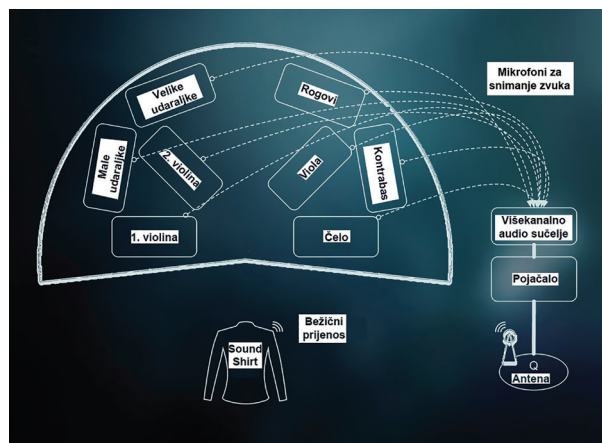 Velike
udaraljke
Rogovi
Mikrofoni za
snimanje zvuka
Male
udaraljke
2. violina
Viola
Kontrabas
1. violina
Čelo
Višekanalno
audio sučelje
Pojačalo
Bežični
prijenos
Sound
Shirt
Q
Antena